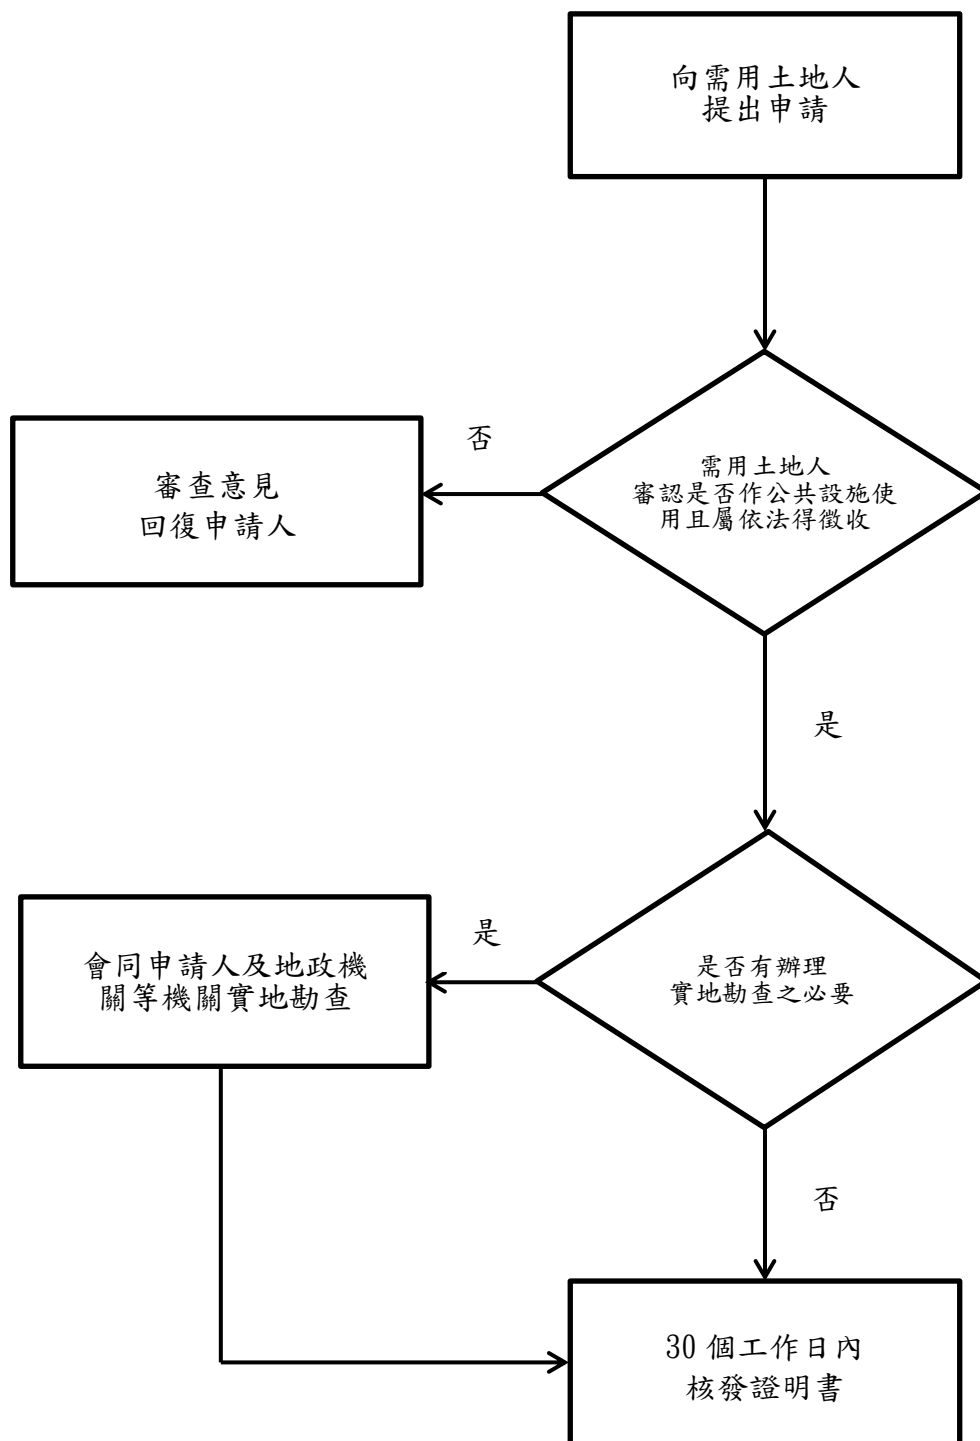 向需用土地人
提出申請
否
需用土地人
審認是否作公共設施使
用且屬依法得徵收
審查意見
回復申請人
是
是
是否有辦理
實地勘查之必要
會同申請人及地政機
關等機關實地勘查
否
30 個工作日內
核發證明書